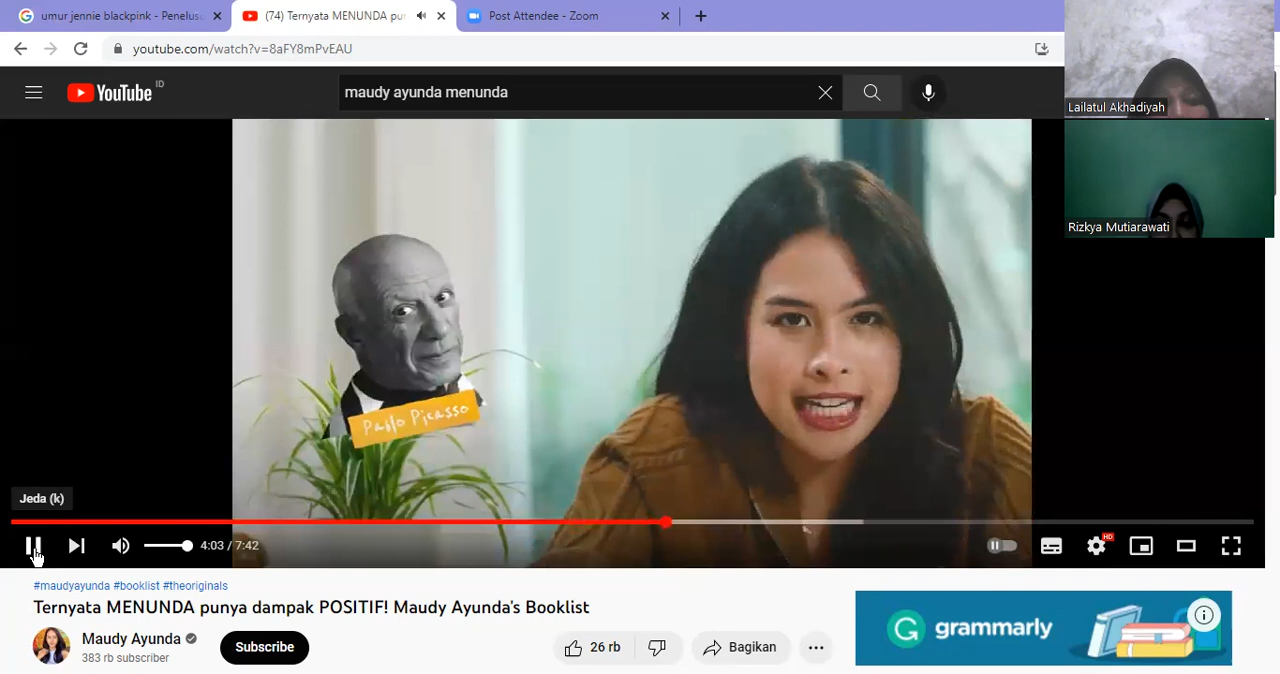 umur jennie blackpink - Penelus
(74) Ternyata MENUNDA pu
Post Attendee - Zoom
youtube.com/watch?v=8aFY8mPvEAU
YouTube ID
maudy ayunda menunda
Lailatul Akhadiyah
Rizkya Mutiarawati
Pablo Picasso
Jeda (k)
4:03 / 7:42
HD
#maudyayunda #booklist #theoriginals
Ternyata MENUNDA punya dampak POSITIF! Maudy Ayunda's Booklist
Maudy Ayunda
383 rb subscriber
Subscribe
26 rb
Bagikan
grammarly